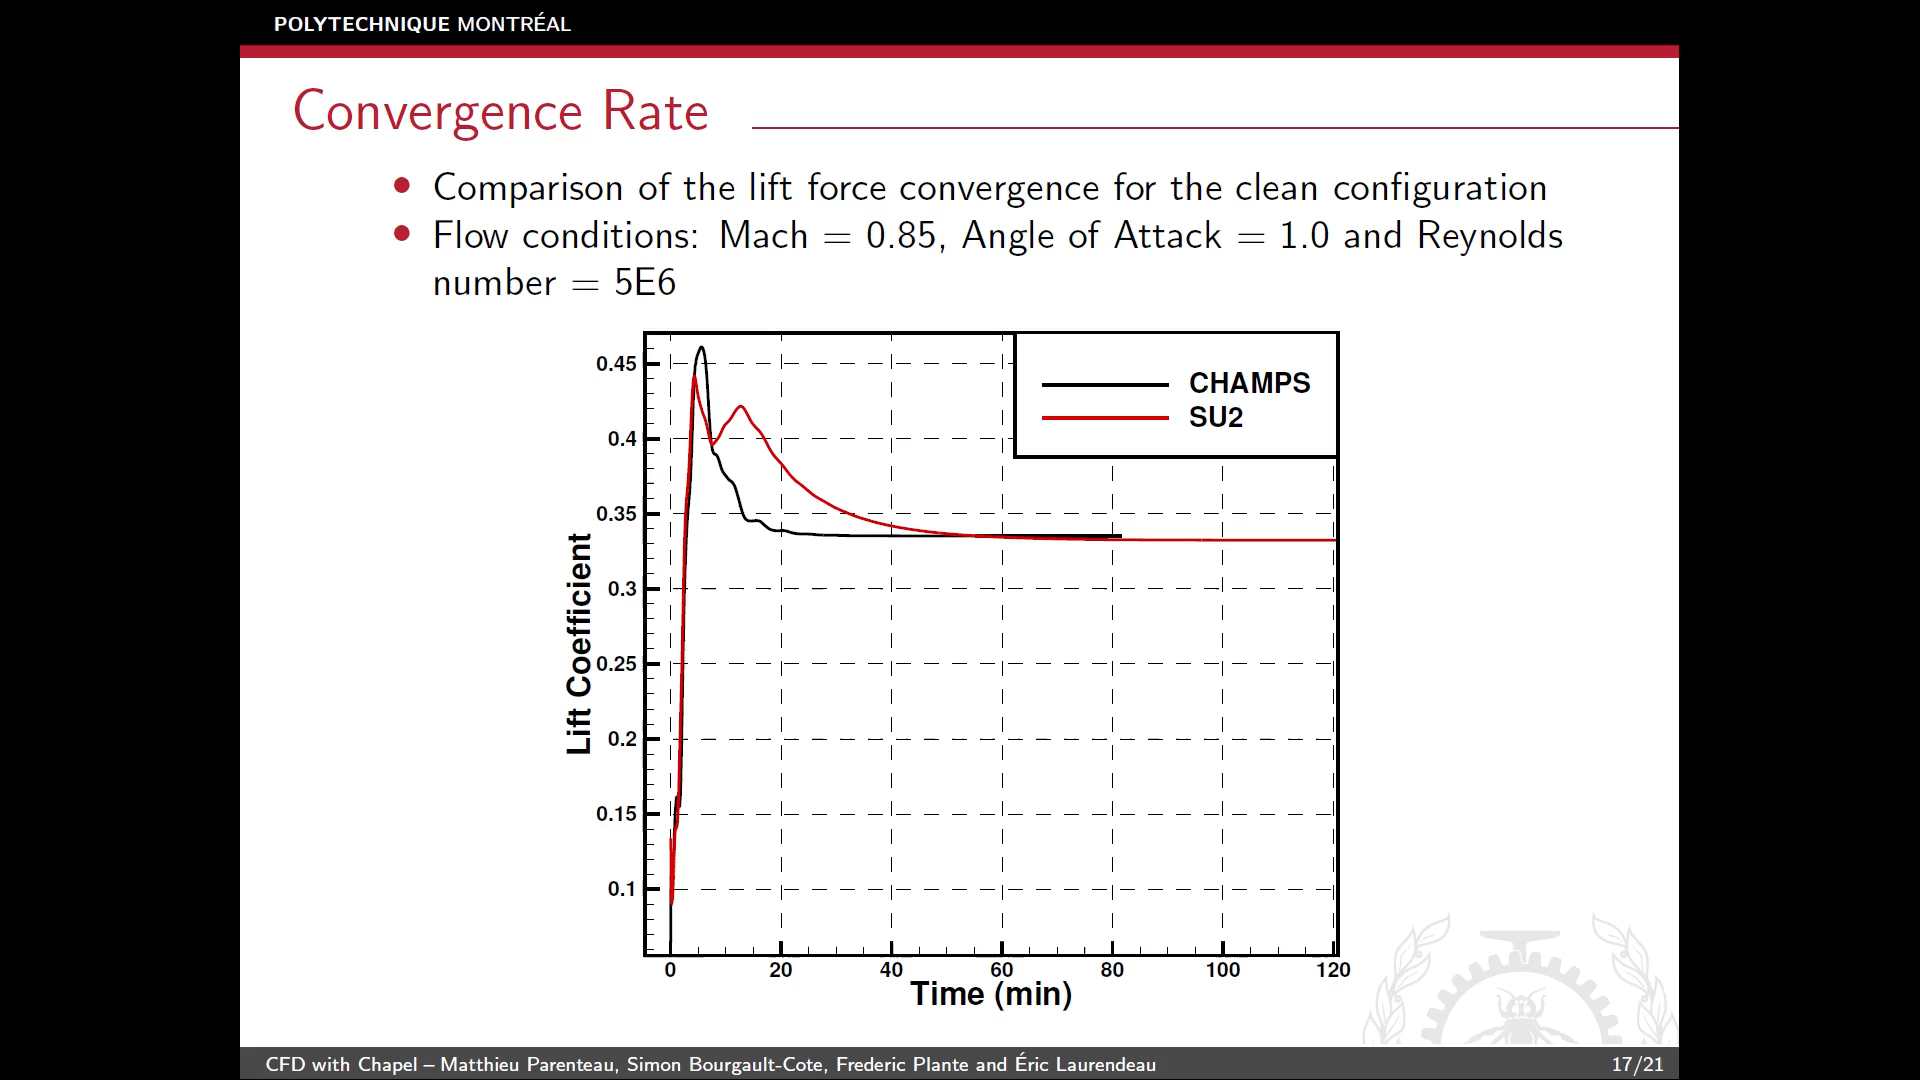 POLYTECHNIQUE MONTRÉAL
Convergence Rate
• Comparison of the lift force convergence for the clean configuration
• Flow conditions: Mach = 0.85, Angle of Attack = 1.0 and Reynolds
number = 5E6
CHAMPS
SU2
0.45
0.4
0.35
0.3
0.25
0.2
0.15
0.1
Lift Coefficient
0 20 40 60 80 100 120
Time (min)
CFD with Chapel – Matthieu Parenteau, Simon Bourgault-Cote, Frederic Plante and Éric Laurendeau 17/21